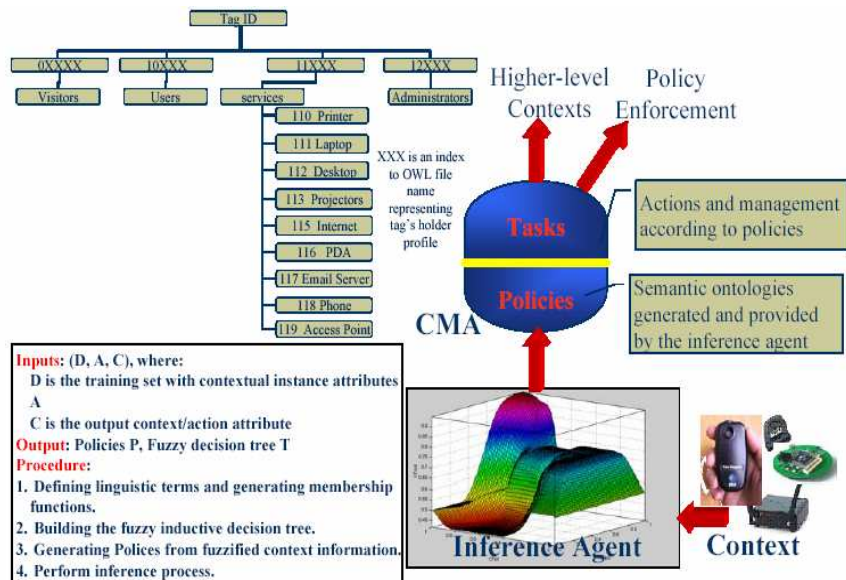 Tag ID
0XXXX
10XXX
11XXX
12XXX
Visitors
Users
services
Administrators
110 Printer
111 Laptop
112 Desktop
113 Projectors
115 Internet
116 PDA
117 Email Server
118 Phone
119 Access Point
XXX is an index
to OWL file
name
representing
tag's holder
profile
Higher-level
Contexts
Policy
Enforcement
Tasks
Policies
CMA
Actions and management
according to policies
Semantic ontologies
generated and provided
by the inference agent
Inputs: (D, A, C), where:
D is the training set with contextual instance attributes
A
C is the output context/action attribute
Output: Policies P, Fuzzy decision tree T
Procedure:
1. Defining linguistic terms and generating membership
functions.
2. Building the fuzzy inductive decision tree.
3. Generating Polices from fuzzified context information.
4. Perform inference process.
Inference Agent
Context